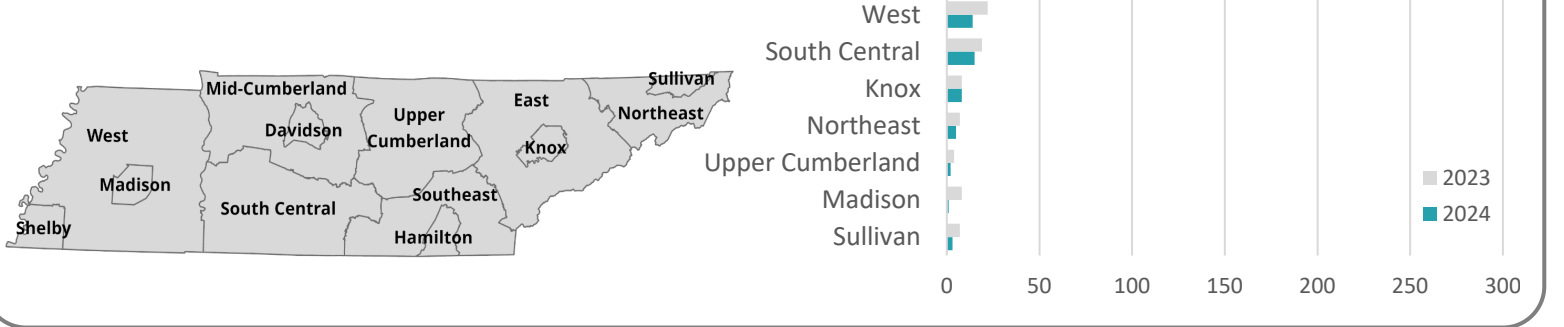 Mid-Cumberland
Davidson
West
Madison
Shelby
South Central
Upper
Cumberland
East
Knox
Sullivan
Northeast
Southeast
Hamilton
West
South Central
Knox
Northeast
Upper Cumberland
Madison
Sullivan
2023
2024
0 50 100 150 200 250 300